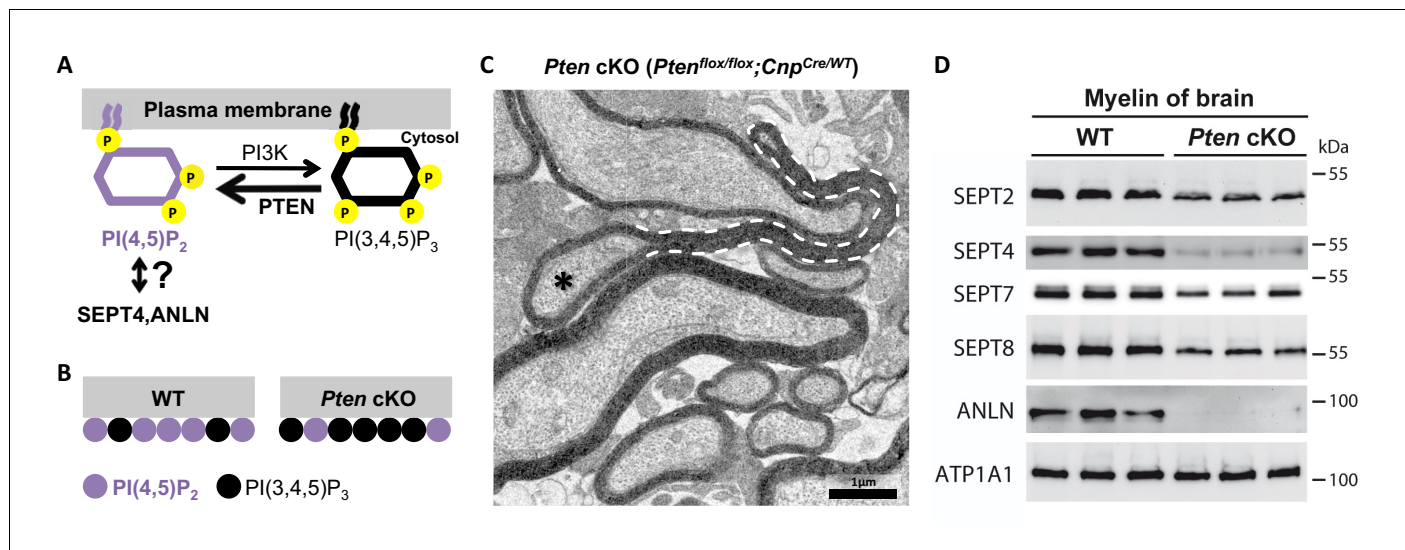 A
Plasma membrane
P
P
Cytosol
PI3K
PTEN
P
P
P
P
P
PI(4,5)P2
PI(3,4,5)P3
?
SEPT4,ANLN
B
WT
Pten cKO
PI(4,5)P2
PI(3,4,5)P3
C
Pten cKO (Ptenflox/flox;CnpCre/WT)
*
1µm
D
Myelin of brain
WT
Pten cKO
kDa
SEPT2
55
SEPT4
55
SEPT7
55
SEPT8
55
ANLN
100
ATP1A1
100